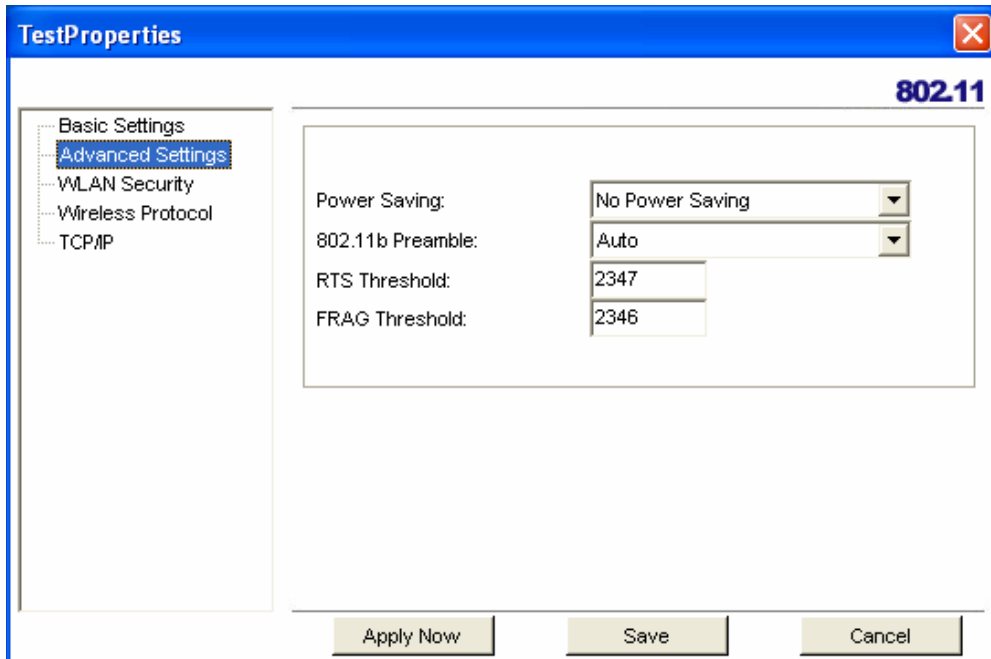 TestProperties
802.11
Basic Settings
Advanced Settings
WLAN Security
Wireless Protocol
TCP/IP
Power Saving: No Power Saving
802.11b Preamble: Auto
RTS Threshold: 2347
FRAG Threshold: 2346
Apply Now Save Cancel